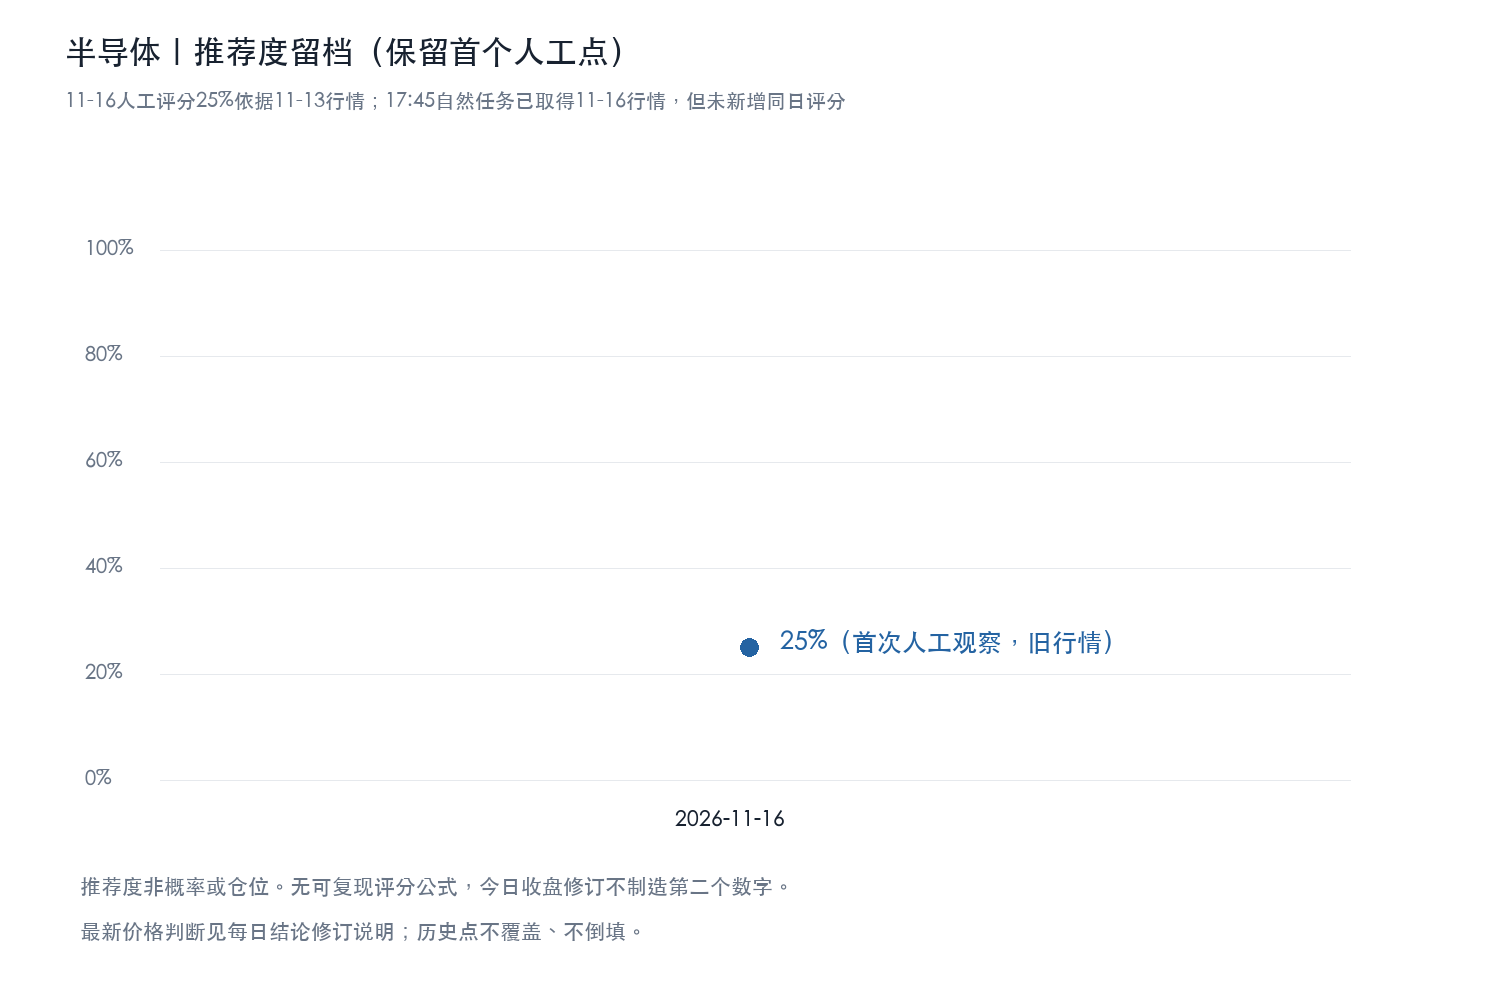 半导体｜推荐度留档（保留首个人工点）
11-16人工评分25%依据11-13行情；17:45自然任务已取得11-16行情，但未新增同日评分
100%
80%
60%
40%
25%（首次人工观察，旧行情）
20%
0%
2026-11-16
推荐度非概率或仓位。无可复现评分公式，今日收盘修订不制造第二个数字。
最新价格判断见每日结论修订说明；历史点不覆盖、不倒填。